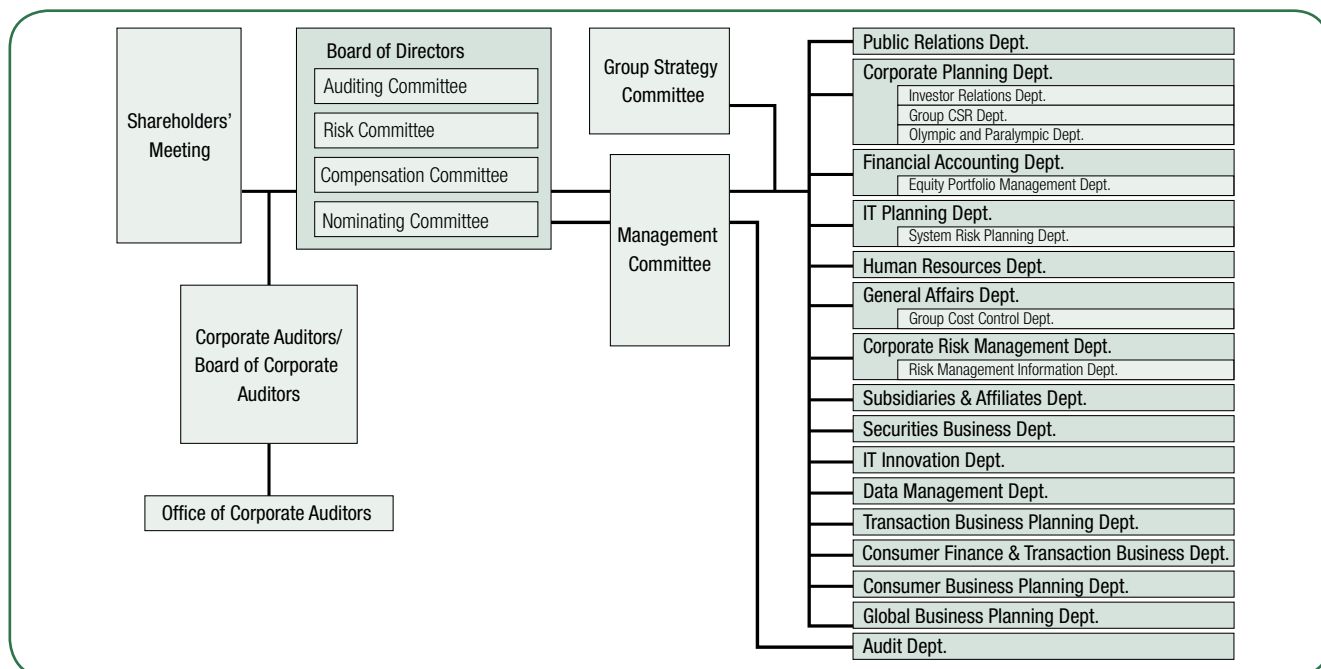 Shareholders'
Meeting
Board of Directors
Auditing Committee
Risk Committee
Compensation Committee
Nominating Committee
Corporate Auditors/
Board of Corporate
Auditors
Office of Corporate Auditors
Group Strategy
Committee
Management
Committee
Public Relations Dept.
Corporate Planning Dept.
Investor Relations Dept.
Group CSR Dept.
Olympic and Paralympic Dept.
Financial Accounting Dept.
Equity Portfolio Management Dept.
IT Planning Dept.
System Risk Planning Dept.
Human Resources Dept.
General Affairs Dept.
Group Cost Control Dept.
Corporate Risk Management Dept.
Risk Management Information Dept.
Subsidiaries & Affiliates Dept.
Securities Business Dept.
IT Innovation Dept.
Data Management Dept.
Transaction Business Planning Dept.
Consumer Finance & Transaction Business Dept.
Consumer Business Planning Dept.
Global Business Planning Dept.
Audit Dept.